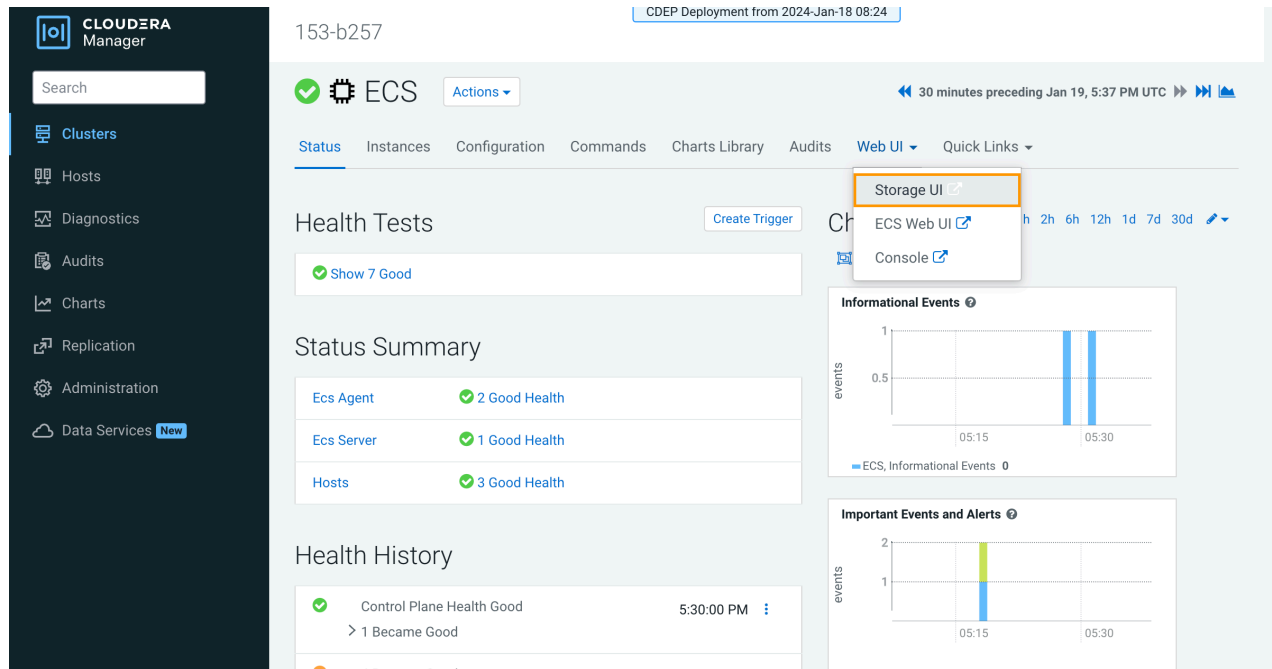 CLOUDERA
Manager
Search
Clusters
Hosts
Diagnostics
Audits
Charts
Replication
Administration
Data Services New
CDEP Deployment from 2024-Jan-18 08:24
153-b257
ECS Actions
30 minutes preceding Jan 19, 5:37 PM UTC
Status Instances Configuration Commands Charts Library Audits Web UI Quick Links
Storage UI
ECS Web UI
Console
Health Tests
Create Trigger
Show 7 Good
Status Summary
Ecs Agent 2 Good Health
Ecs Server 1 Good Health
Hosts 3 Good Health
Health History
Control Plane Health Good 5:30:00 PM
1 Became Good
Ch
h 2h 6h 12h 1d 7d 30d
Informational Events
1
0.5
events
05:15 05:30
ECS, Informational Events 0
Important Events and Alerts
2
1
events
05:15 05:30